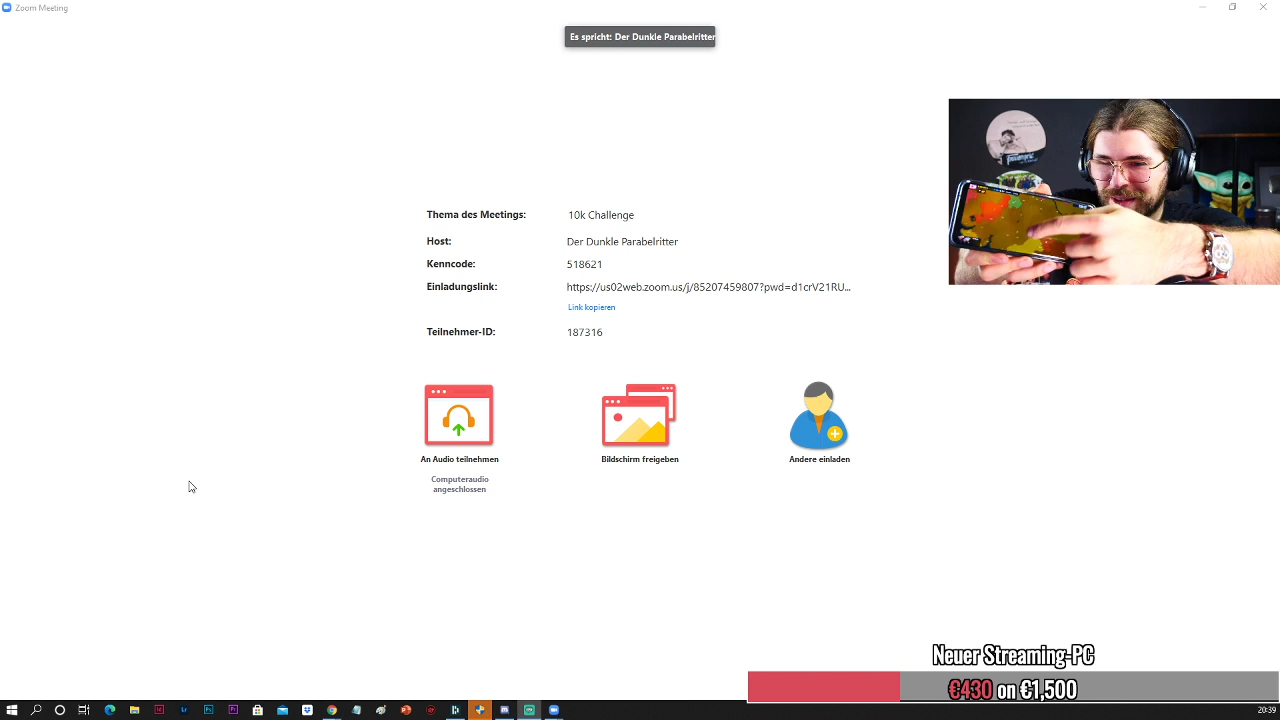 Zoom Meeting
Es spricht: Der Dunkle Parabelritter
Thema des Meetings: 10k Challenge
Host: Der Dunkle Parabelritter
Kenncode: 518621
Einladungslink: https://us02web.zoom.us/j/85207459807?pwd=d1crV21RU...
Link kopieren
Teilnehmer-ID: 187316
An Audio teilnehmen
Computeraudio
angeschlossen
Bildschirm freigeben
Andere einladen
Neuer Streaming-PC
€430 on €1,500
20:39